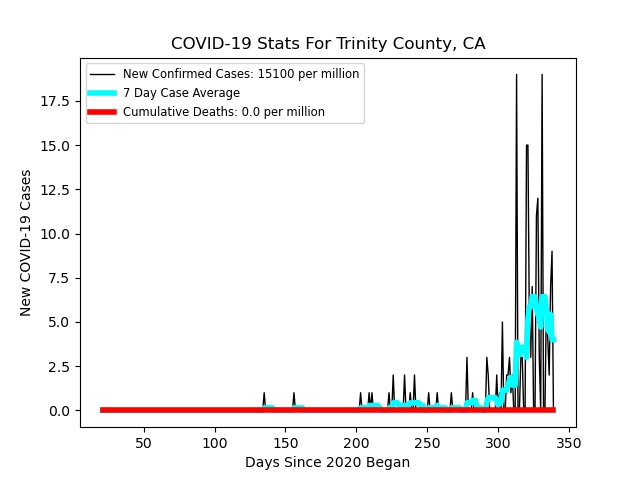 COVID-19 Stats For Trinity County, CA
New Confirmed Cases: 15100 per million
7 Day Case Average
Cumulative Deaths: 0.0 per million
New COVID-19 Cases
17.5
15.0
12.5
10.0
7.5
5.0
2.5
0.0
50 100 150 200 250 300 350
Days Since 2020 Began